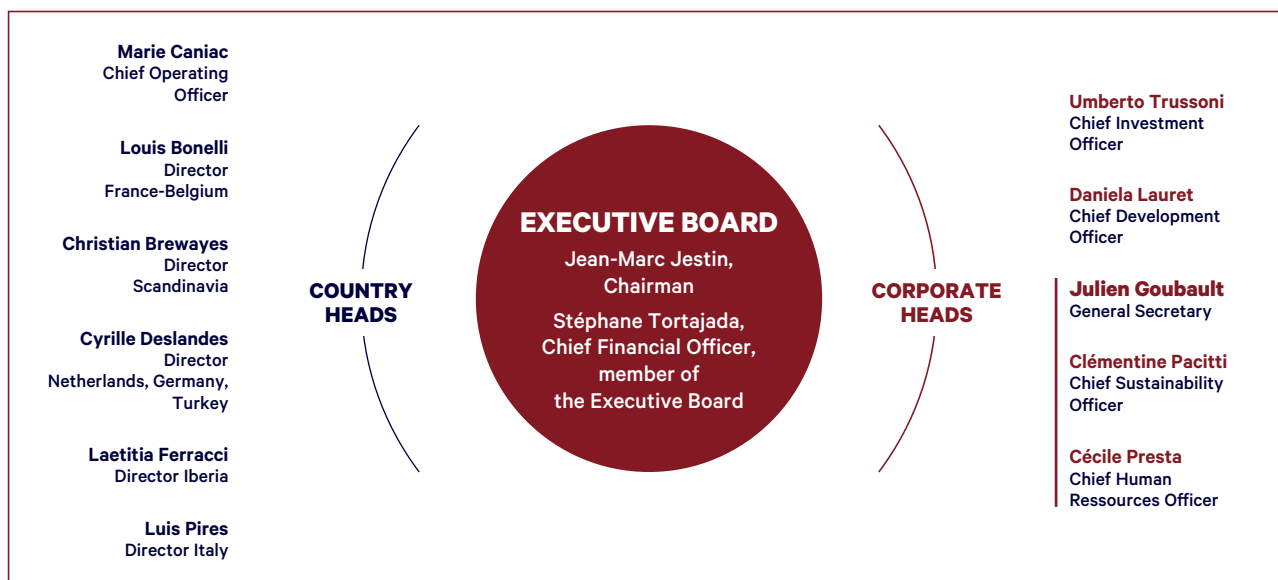 Marie Caniac
Chief Operating
Officer
Louis Bonelli
Director
France-Belgium
Christian Brewayes
Director
Scandinavia
Cyrille Deslandes
Director
Netherlands, Germany,
Turkey
Laetitia Ferracci
Director Iberia
Luis Pires
Director Italy
COUNTRY
HEADS
EXECUTIVE BOARD
Jean-Marc Jestin,
Chairman
Stéphane Tortajada,
Chief Financial Officer,
member of
the Executive Board
CORPORATE
HEADS
Umberto Trussoni
Chief Investment
Officer
Daniela Lauret
Chief Development
Officer
Julien Goubault
General Secretary
Clémentine Pacitti
Chief Sustainability
Officer
Cécile Presta
Chief Human
Ressources Officer